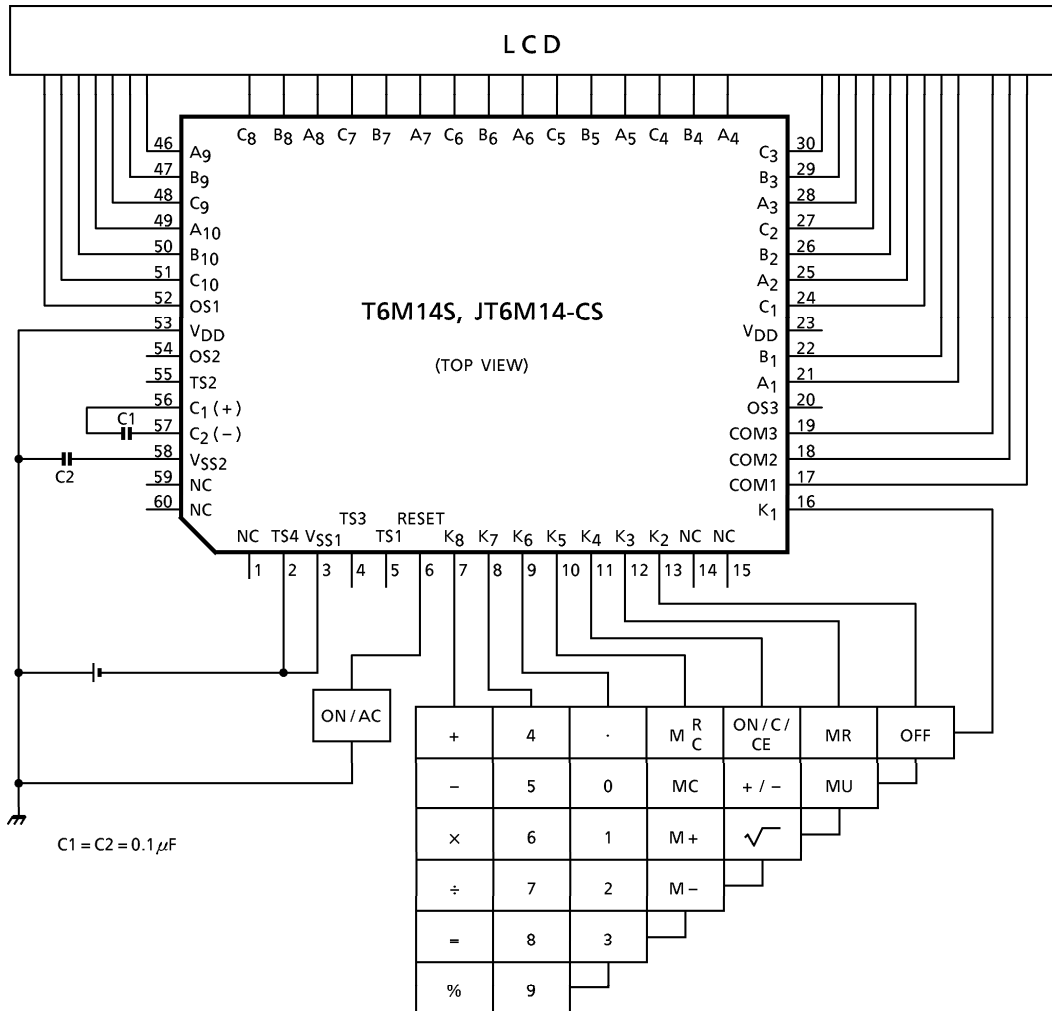 LCD
C8 B8 A8 C7 B7 A7 C6 B6 A6 C5 B5 A5 C4 B4 A4
46 A9
47 B9
48 C9
49 A10
50 B10
51 C10
52 OS1
53 VDD
54 OS2
55 TS2
56 C1 (+)
57 C2 (−)
58 VSS2
59 NC
60 NC
C1
C2
T6M14S, JT6M14-CS
(TOP VIEW)
C3 30
B3 29
A3 28
C2 27
B2 26
A2 25
C1 24
VDD 23
B1 22
A1 21
OS3 20
COM3 19
COM2 18
COM1 17
K1 16
NC TS4 VSS1 TS3 TS1 RESET K8 K7 K6 K5 K4 K3 K2 NC NC
1 2 3 4 5 6 7 8 9 10 11 12 13 14 15
ON / AC
+ 4 · M R C ON / C / CE MR OFF
− 5 0 MC + / − MU
× 6 1 M + √
÷ 7 2 M −
= 8 3
% 9
C1 = C2 = 0.1 μF